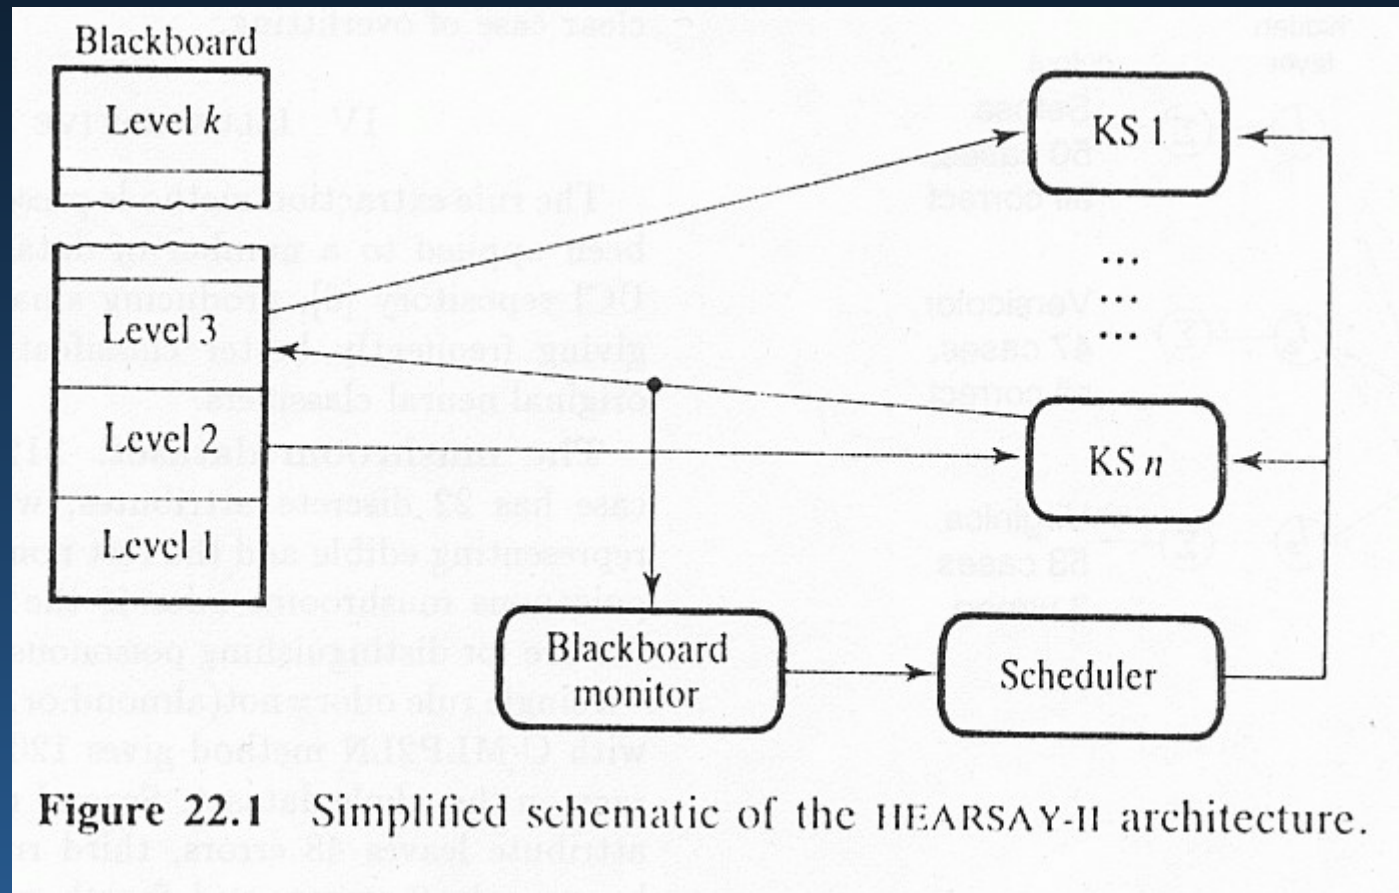 Blackboard
Level k
Level 3
Level 2
Level 1
KS 1
...
...
...
KS n
Blackboard
monitor
Scheduler
Figure 22.1 Simplified schematic of the HEARSAY-II architecture.